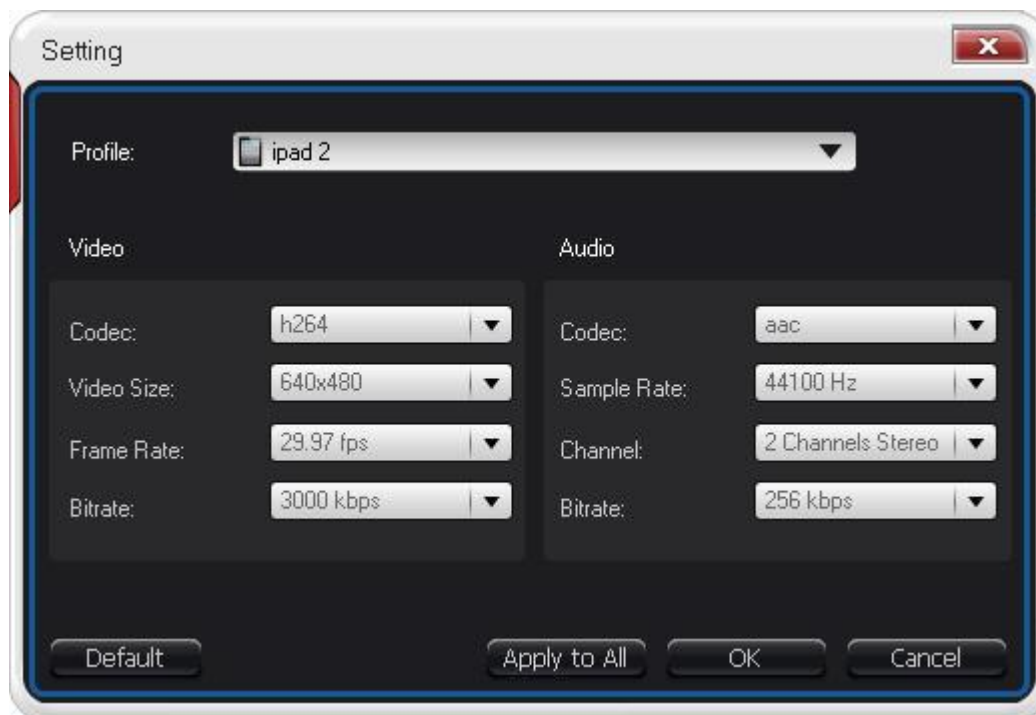 Setting
Profile:
ipad 2
Video
Codec: h264
Video Size: 640x480
Frame Rate: 29.97 fps
Bitrate: 3000 kbps
Audio
Codec: aac
Sample Rate: 44100 Hz
Channel: 2 Channels Stereo
Bitrate: 256 kbps
Default
Apply to All
OK
Cancel